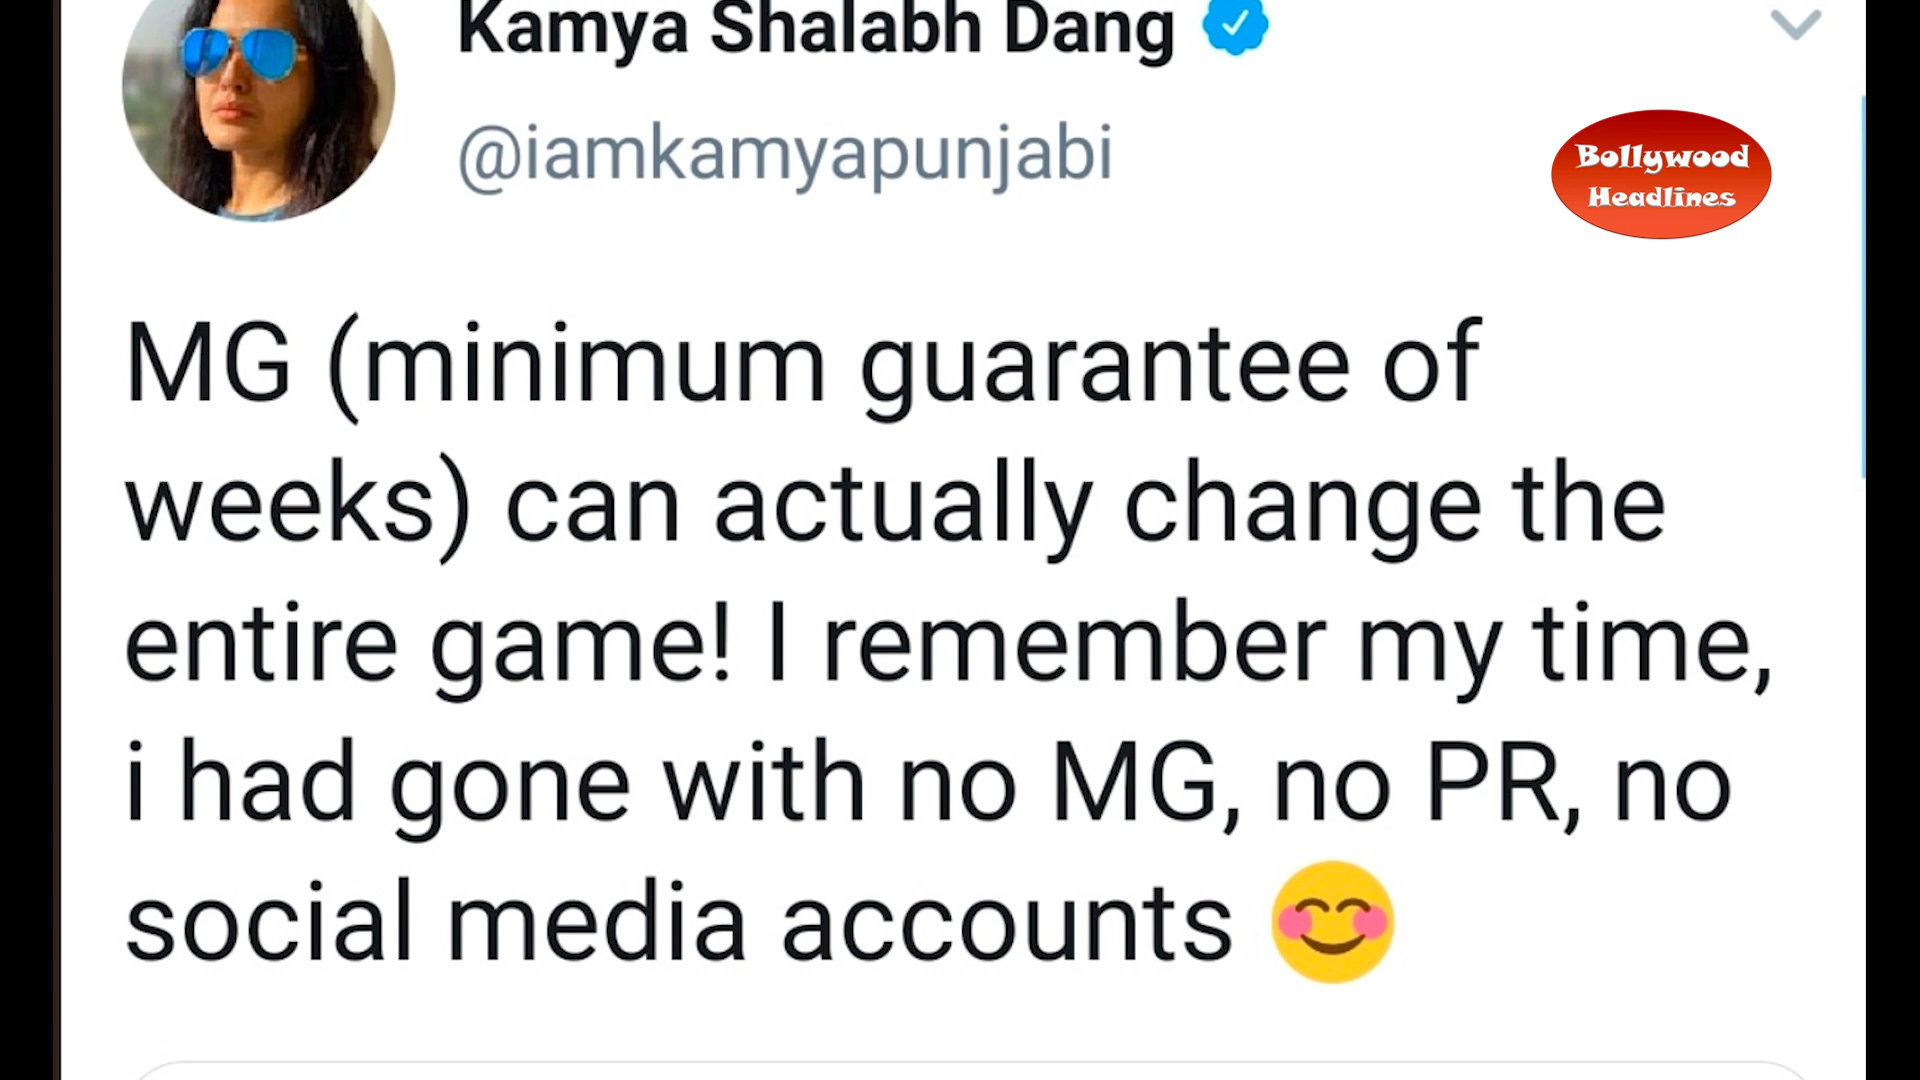 Kamya Shalabh Dang
@iamkamyapunjabi
Bollywood
Headlines
MG (minimum guarantee of
weeks) can actually change the
entire game! I remember my time,
i had gone with no MG, no PR, no
social media accounts 😊